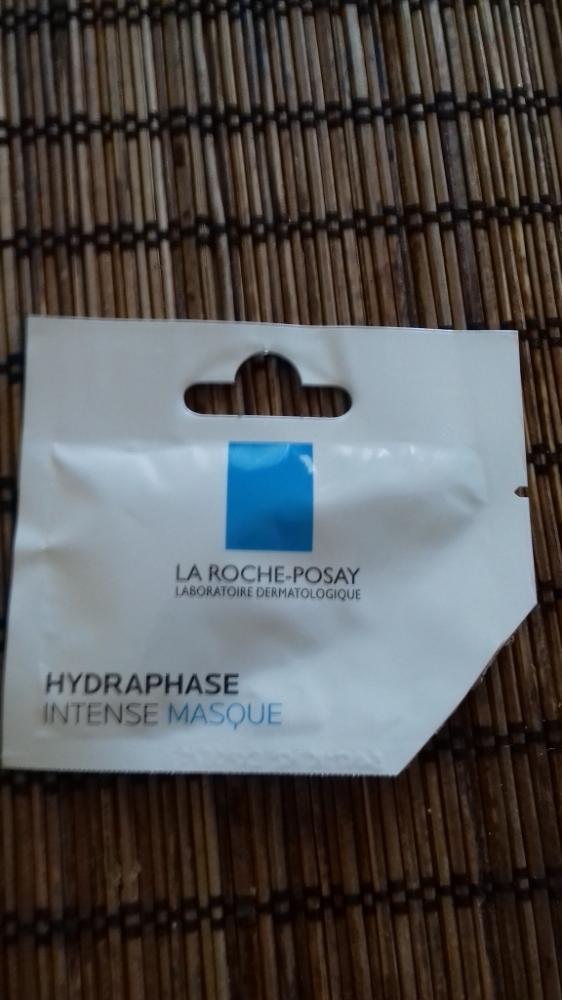 LA ROCHE-POSAY
LABORATOIRE DERMATOLOGIQUE
HYDRAPHASE
INTENSE MASQUE